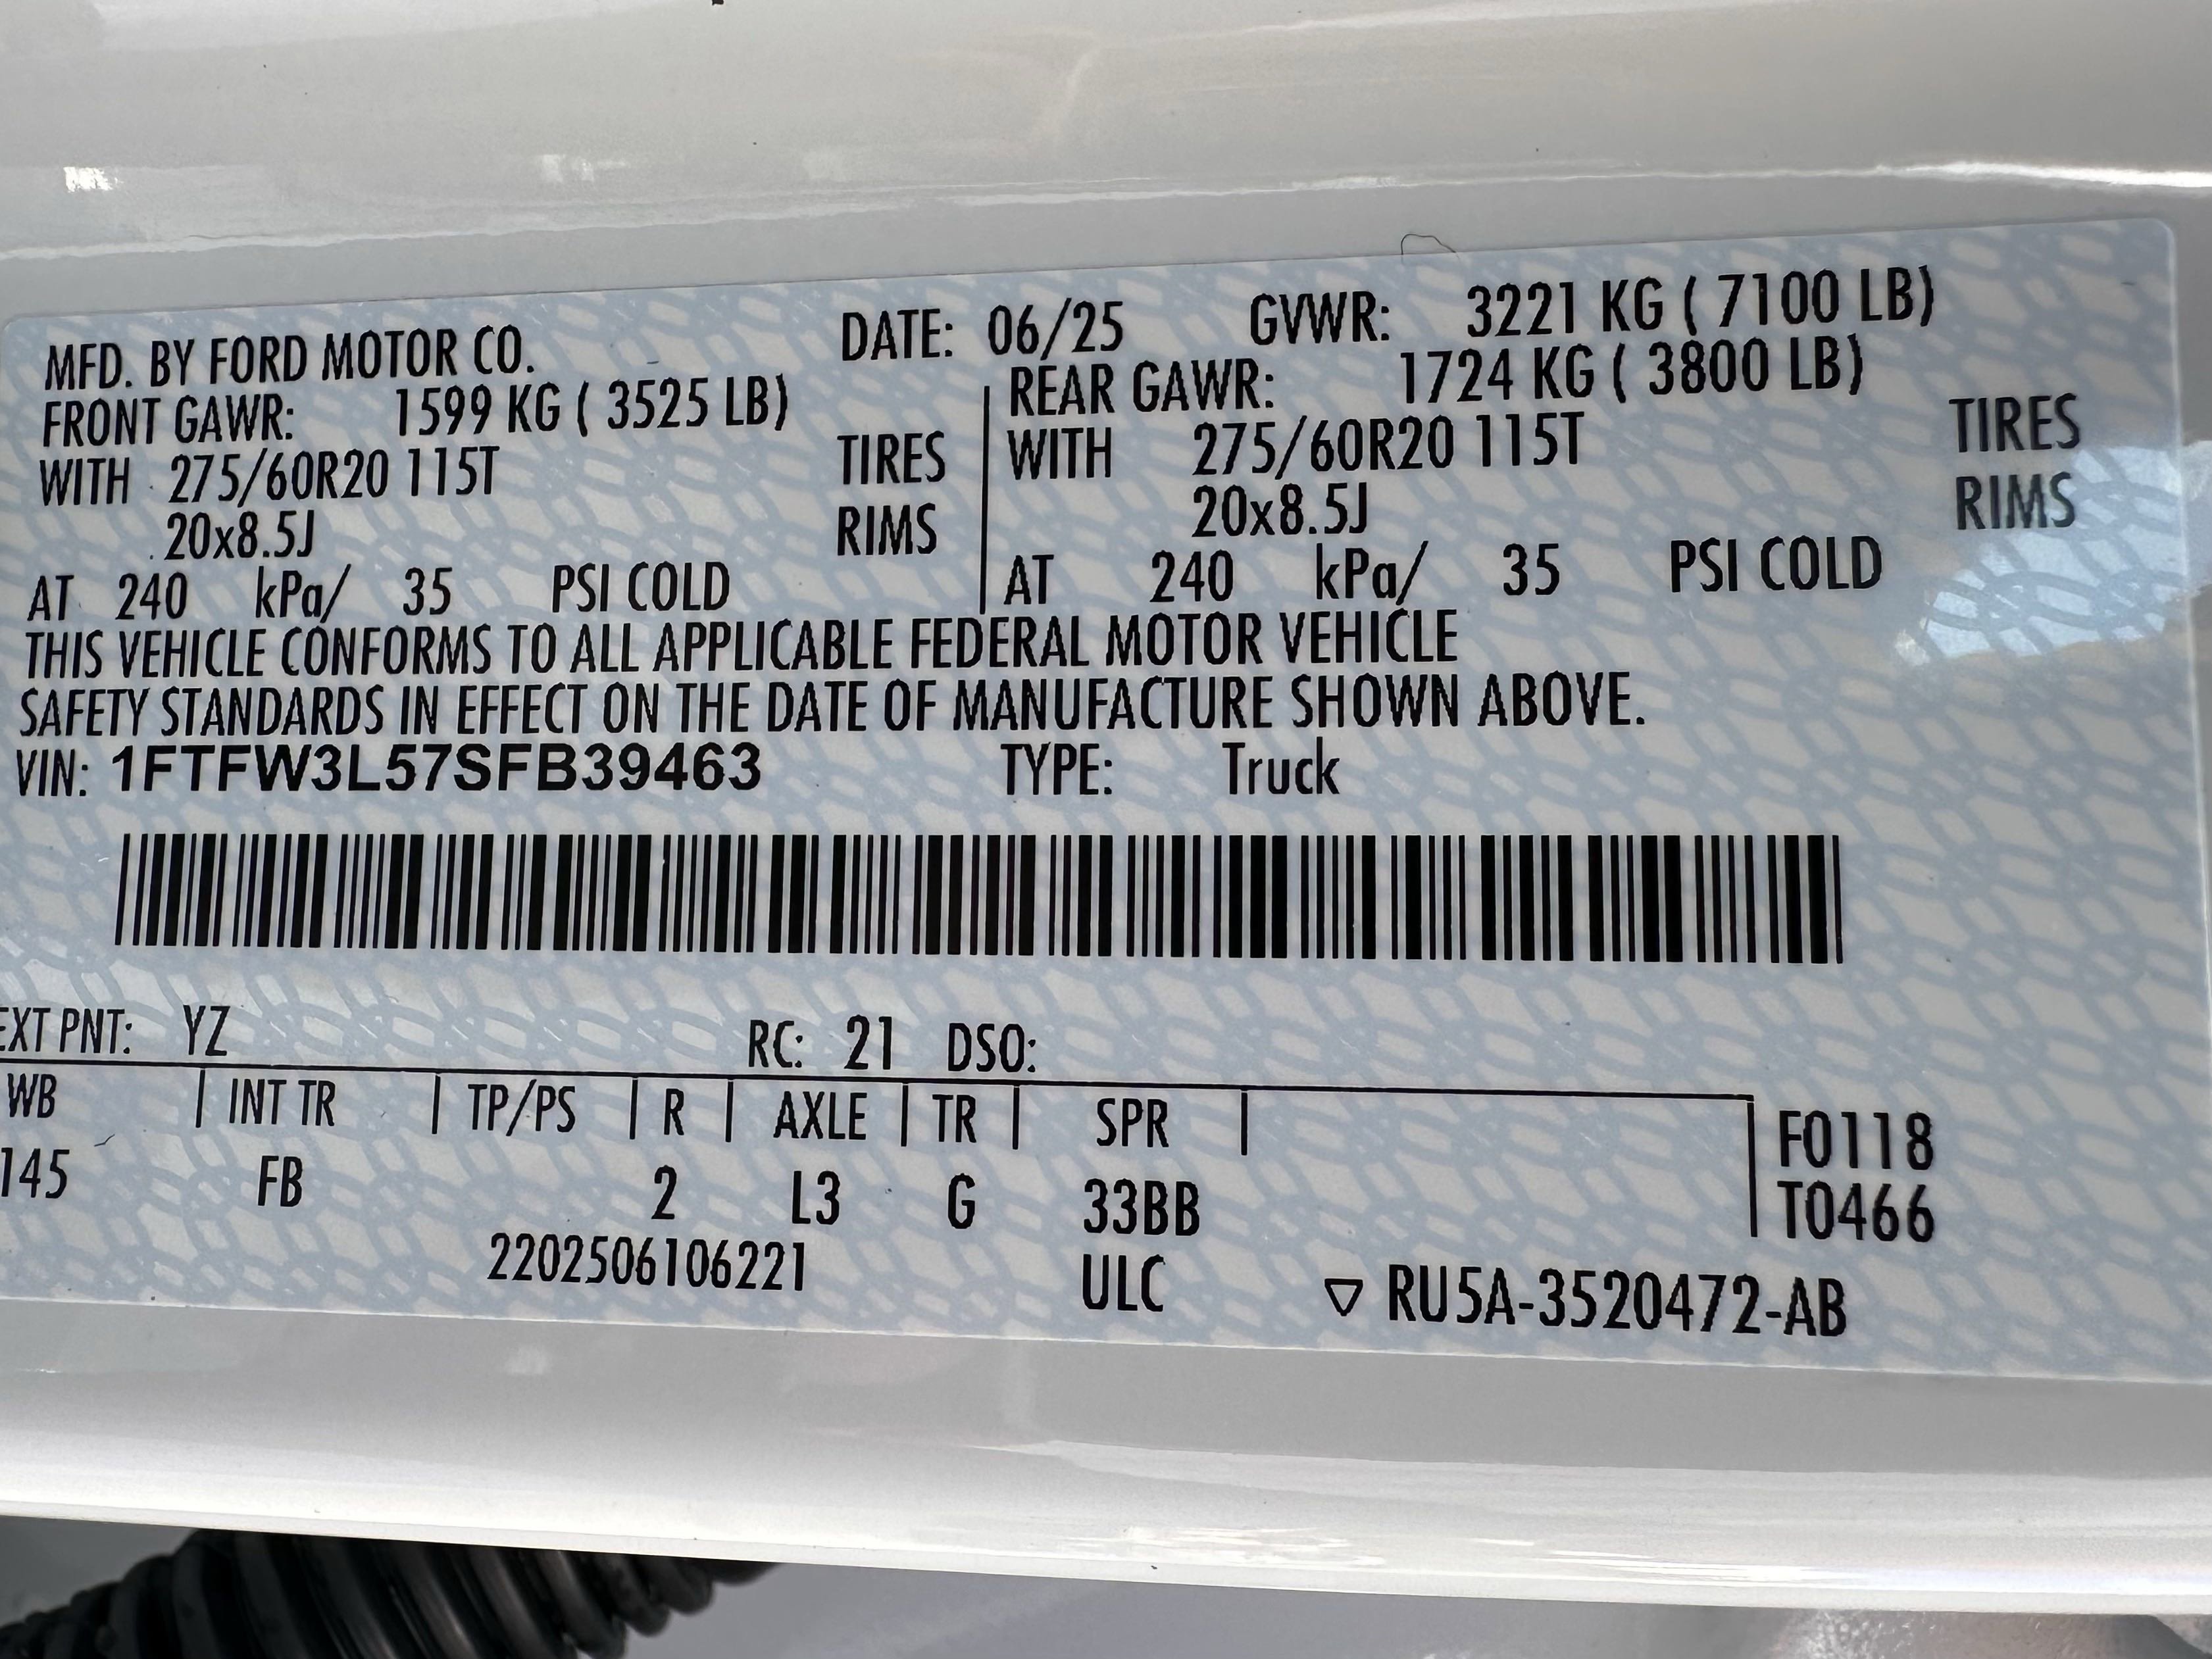 MFD. BY FORD MOTOR CO. DATE: 06/25 GVWR: 3221 KG ( 7100 LB)
FRONT GAWR: 1599 KG ( 3525 LB) REAR GAWR: 1724 KG ( 3800 LB)
WITH 275/60R20 115T TIRES WITH 275/60R20 115T TIRES
20x8.5J RIMS 20x8.5J RIMS
AT 240 kPa/ 35 PSI COLD AT 240 kPa/ 35 PSI COLD
THIS VEHICLE CONFORMS TO ALL APPLICABLE FEDERAL MOTOR VEHICLE
SAFETY STANDARDS IN EFFECT ON THE DATE OF MANUFACTURE SHOWN ABOVE.
VIN: 1FTFW3L57SFB39463 TYPE: Truck
EXT PNT: YZ RC: 21 DSO:
WB INT TR TP/PS R AXLE TR SPR F0118
145 FB 2 L3 G 33BB T0466
2202506106221 ULC ▽ RU5A-3520472-AB